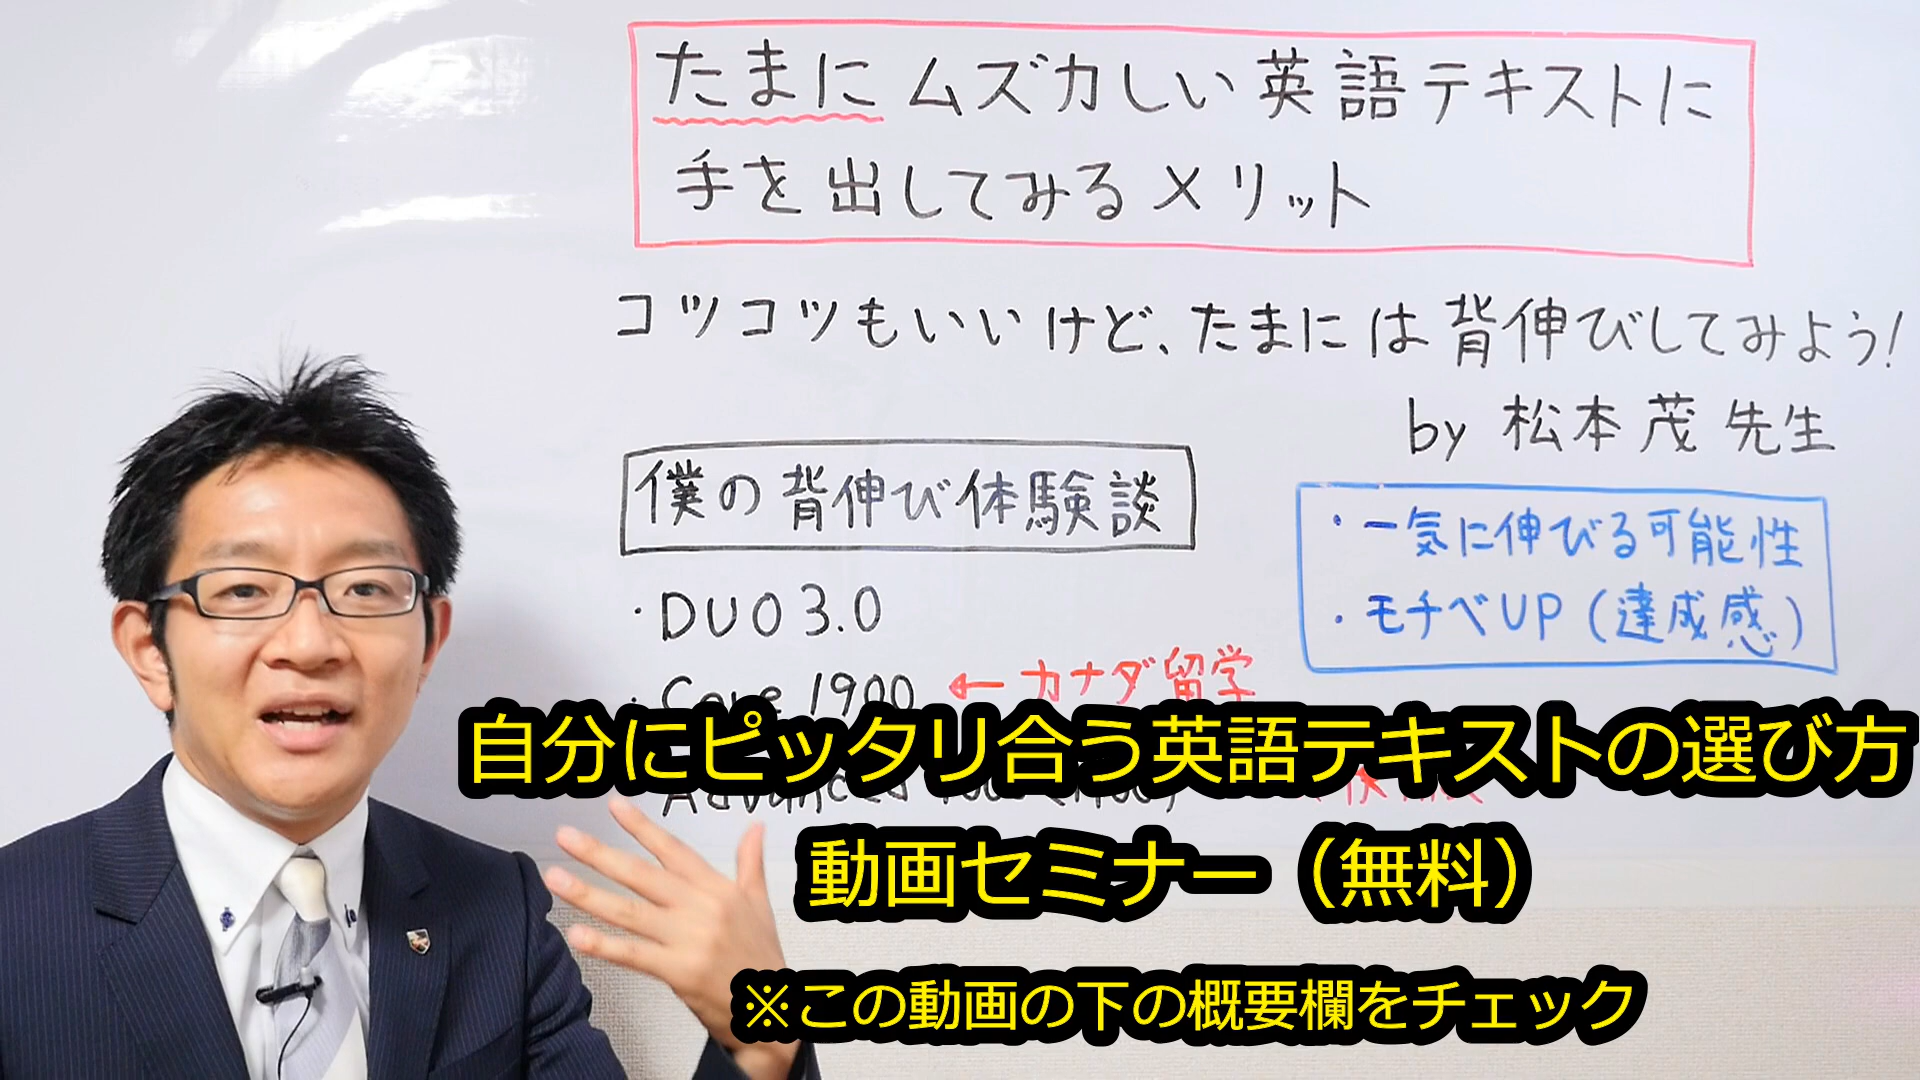 たまにムズカしい英語テキストに
手を出してみるメリット
コツコツもいいけど、たまには背伸びしてみよう!
by 松本茂先生
僕の背伸び体験談
・一気に伸びる可能性
・モチベUP(達成感)
・DUO3.0
・Core 1900 ← カナダ留学
自分にピッタリ合う英語テキストの選び方
・Advanced
動画セミナー（無料）
※この動画の下の概要欄をチェック